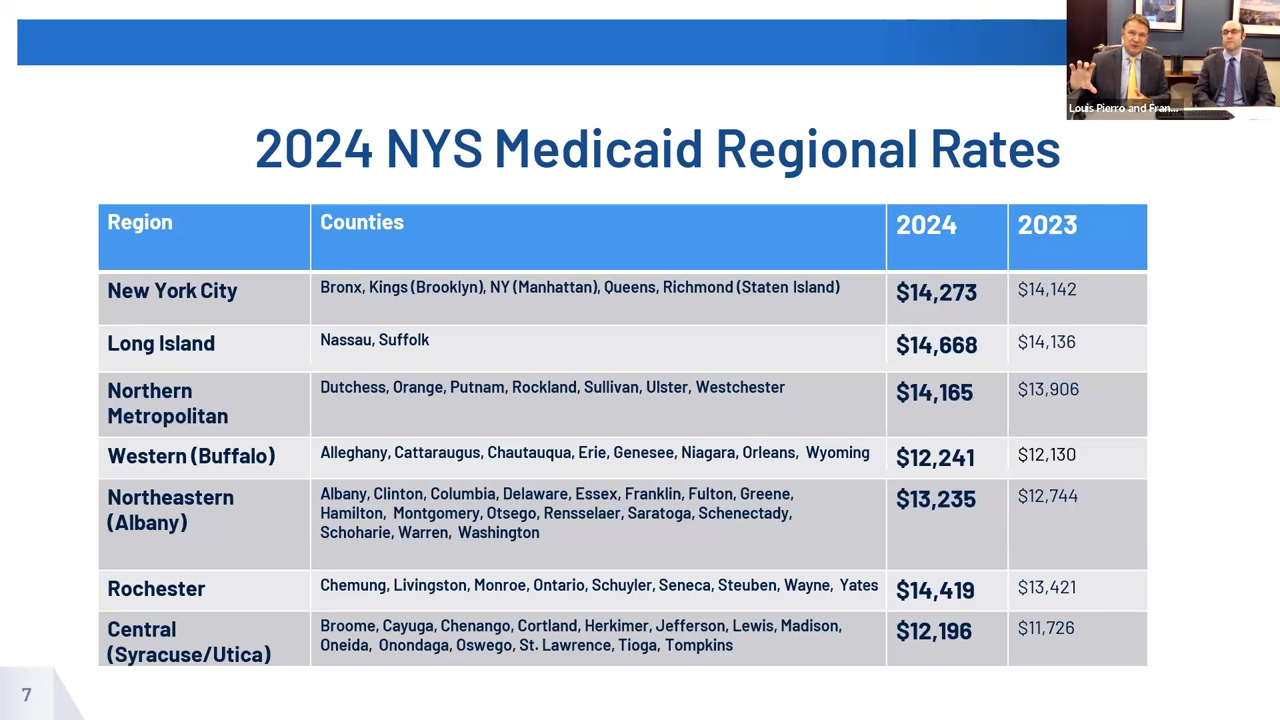 Louis Pierro and Fran...
2024 NYS Medicaid Regional Rates
Region Counties 2024 2023
New York City Bronx, Kings (Brooklyn), NY (Manhattan), Queens, Richmond (Staten Island) $14,273 $14,142
Long Island Nassau, Suffolk $14,668 $14,136
Northern Dutchess, Orange, Putnam, Rockland, Sullivan, Ulster, Westchester $14,165 $13,906
Metropolitan
Western (Buffalo) Alleghany, Cattaraugus, Chautauqua, Erie, Genesee, Niagara, Orleans, Wyoming $12,241 $12,130
Northeastern Albany, Clinton, Columbia, Delaware, Essex, Franklin, Fulton, Greene, $13,235 $12,744
(Albany) Hamilton, Montgomery, Otsego, Rensselaer, Saratoga, Schenectady,
Schoharie, Warren, Washington
Rochester Chemung, Livingston, Monroe, Ontario, Schuyler, Seneca, Steuben, Wayne, Yates $14,419 $13,421
Central Broome, Cayuga, Chenango, Cortland, Herkimer, Jefferson, Lewis, Madison, $12,196 $11,726
(Syracuse/Utica) Oneida, Onondaga, Oswego, St. Lawrence, Tioga, Tompkins
7